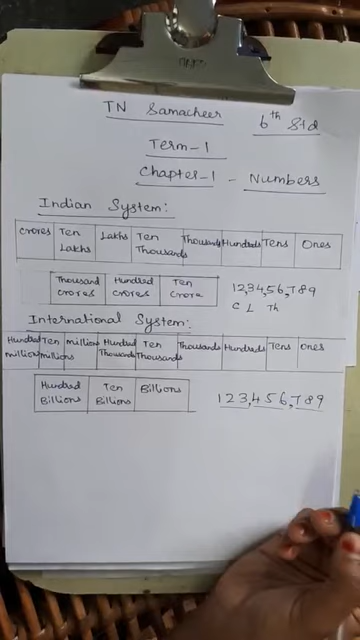 TN Samacheer 6th Std
Term-1
Chapter-1 - Numbers
Indian System:
Crores Ten Lakhs Lakhs Ten Thousands Thousands Hundreds Tens Ones
Thousand crores Hundred crores Ten Crore 12,34,56,789
C L Th
International System:
Hundred millions Ten millions millions Hundred Thousands Ten Thousands Thousands Hundreds Tens Ones
Hundred Billions Ten Billions Billions 123,456,789